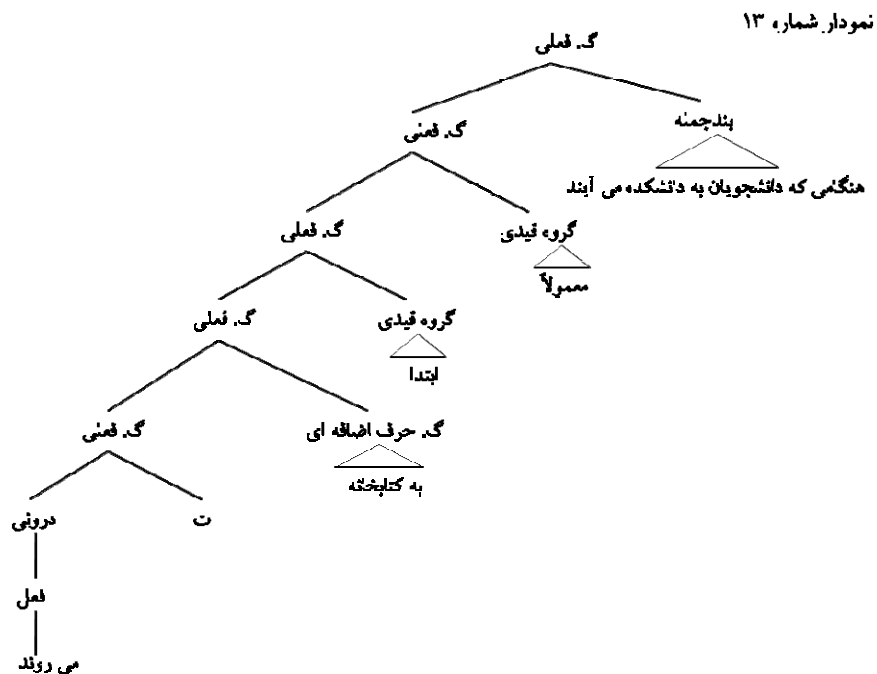 نمودار شماره ۱۳
گ. فعلی
بندجمله گ. فعلی
هنگامی که دانشجویان به دانشکده می آیند
گروه قیدی گ. فعلی
معمولاً
گروه قیدی گ. فعلی
ابتدا
گ. حرف اضافه ای گ. فعلی
به کتابخانه
ت درونی
فعل
می روند